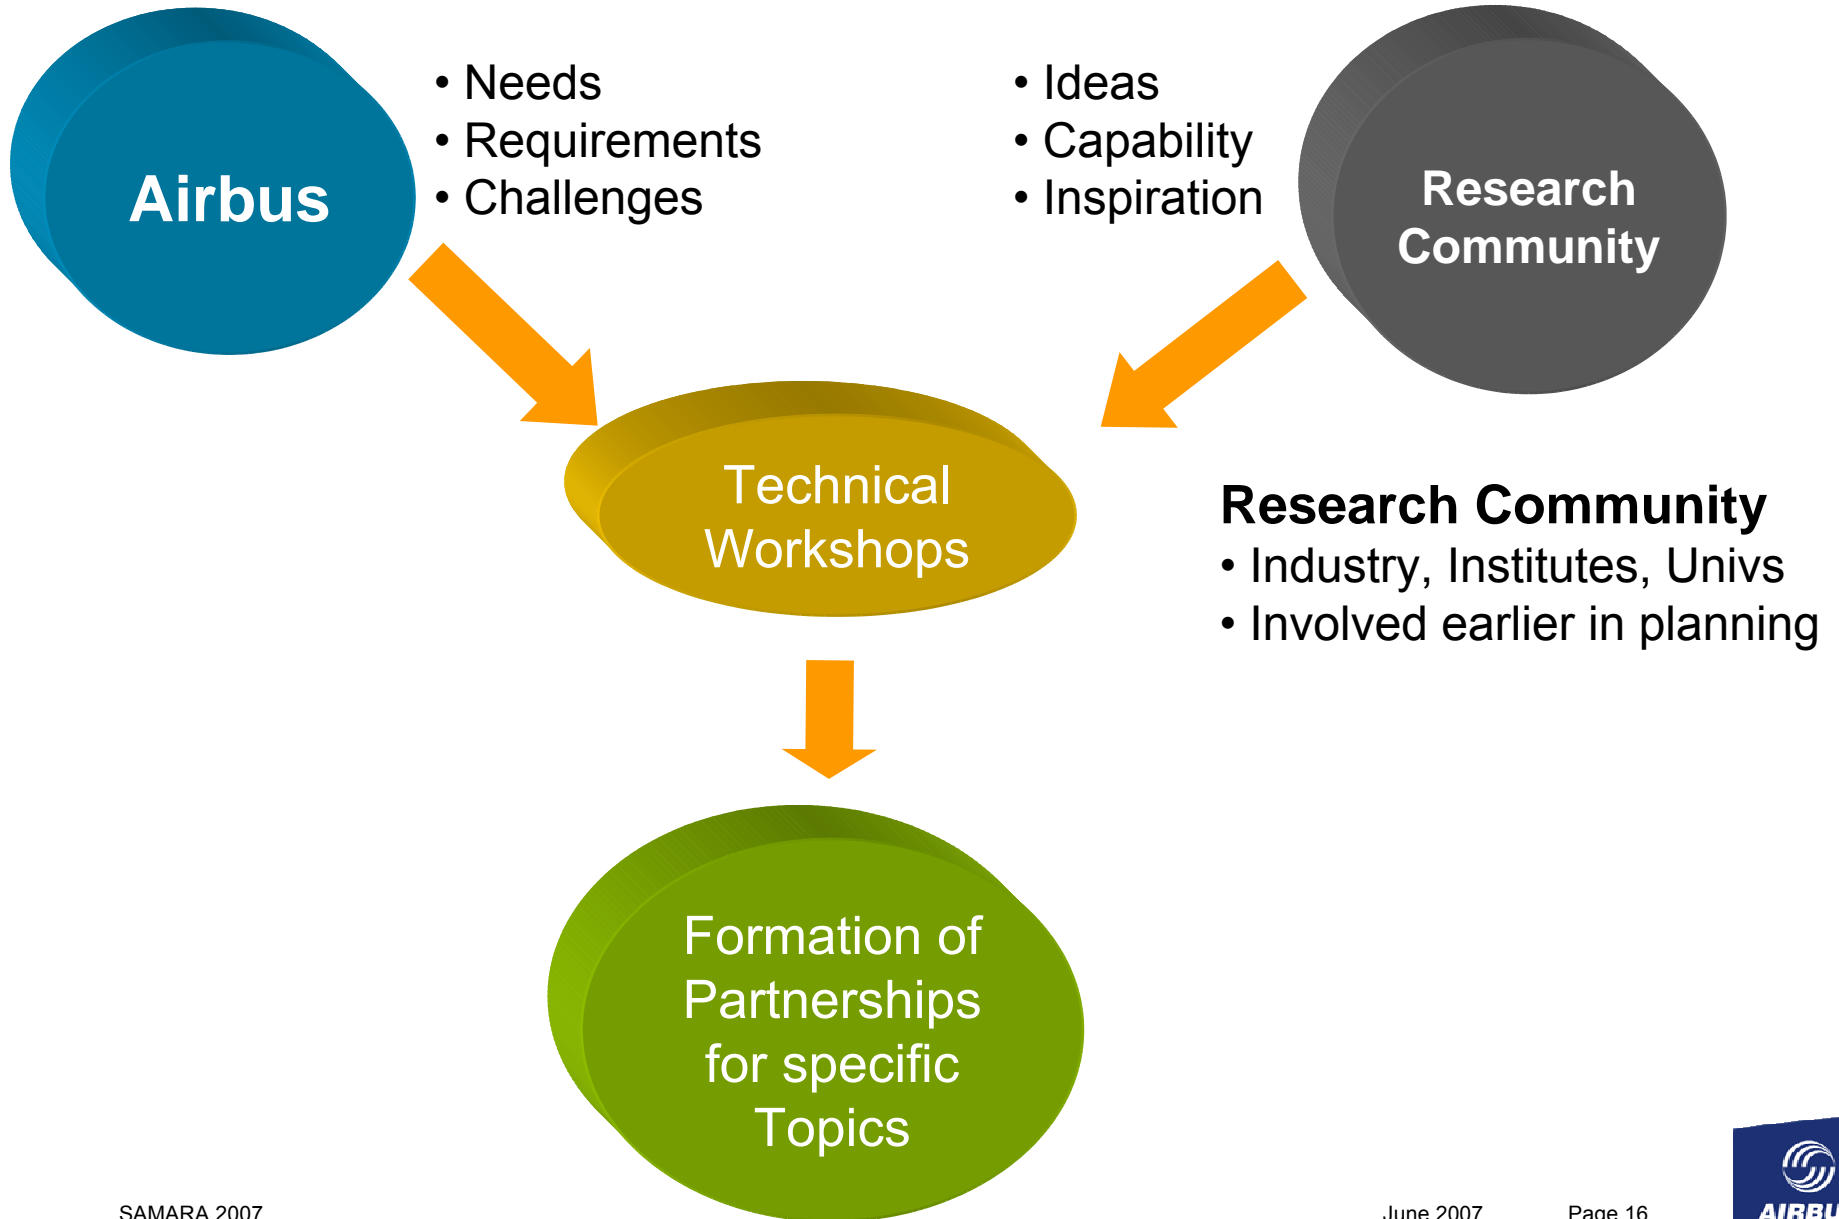 Airbus
• Needs
• Requirements
• Challenges
• Ideas
• Capability
• Inspiration
Research
Community
Technical
Workshops
Research Community
• Industry, Institutes, Univs
• Involved earlier in planning
Formation of
Partnerships
for specific
Topics
SAMARA 2007
June 2007
Page 16
AIRBU